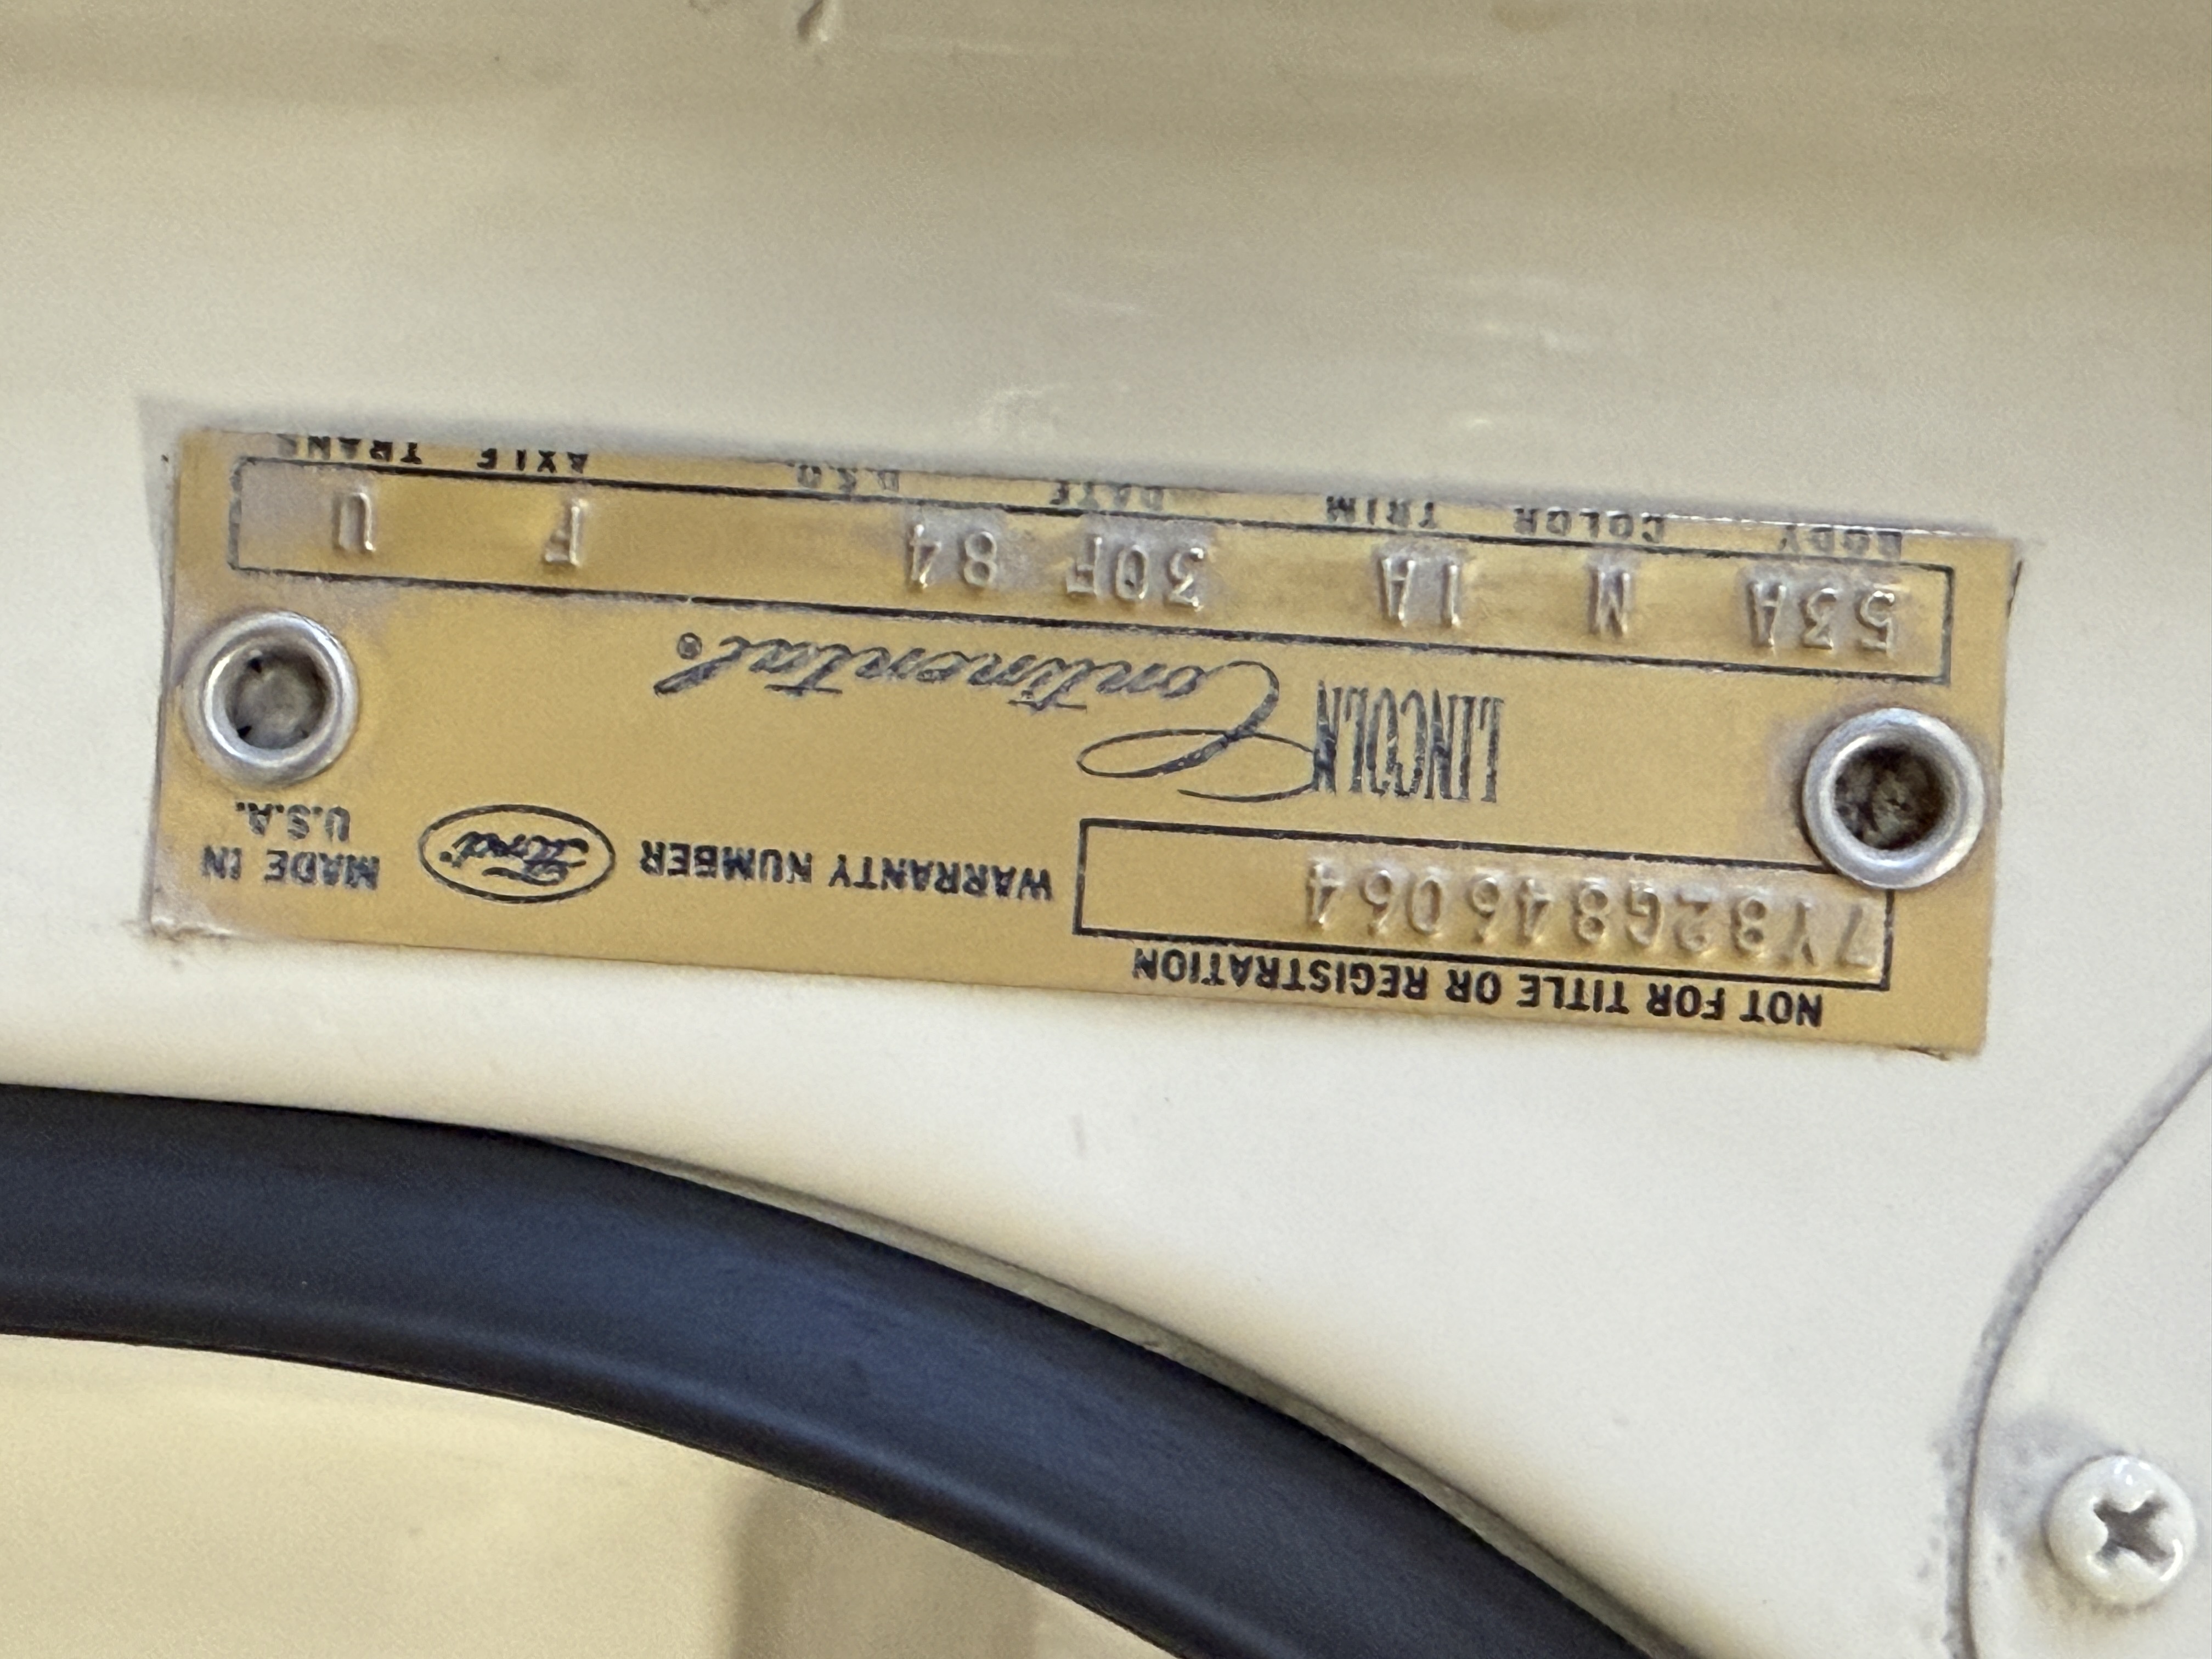 NOT FOR TITLE OR REGISTRATION
7Y82G846064 WARRANTY NUMBER Ford MADE IN U.S.A.
LINCOLN Continental®
53A N 1A 30F 84 F U
BODY COLOR TRIM DATE D.S.O. AXLE TRANS